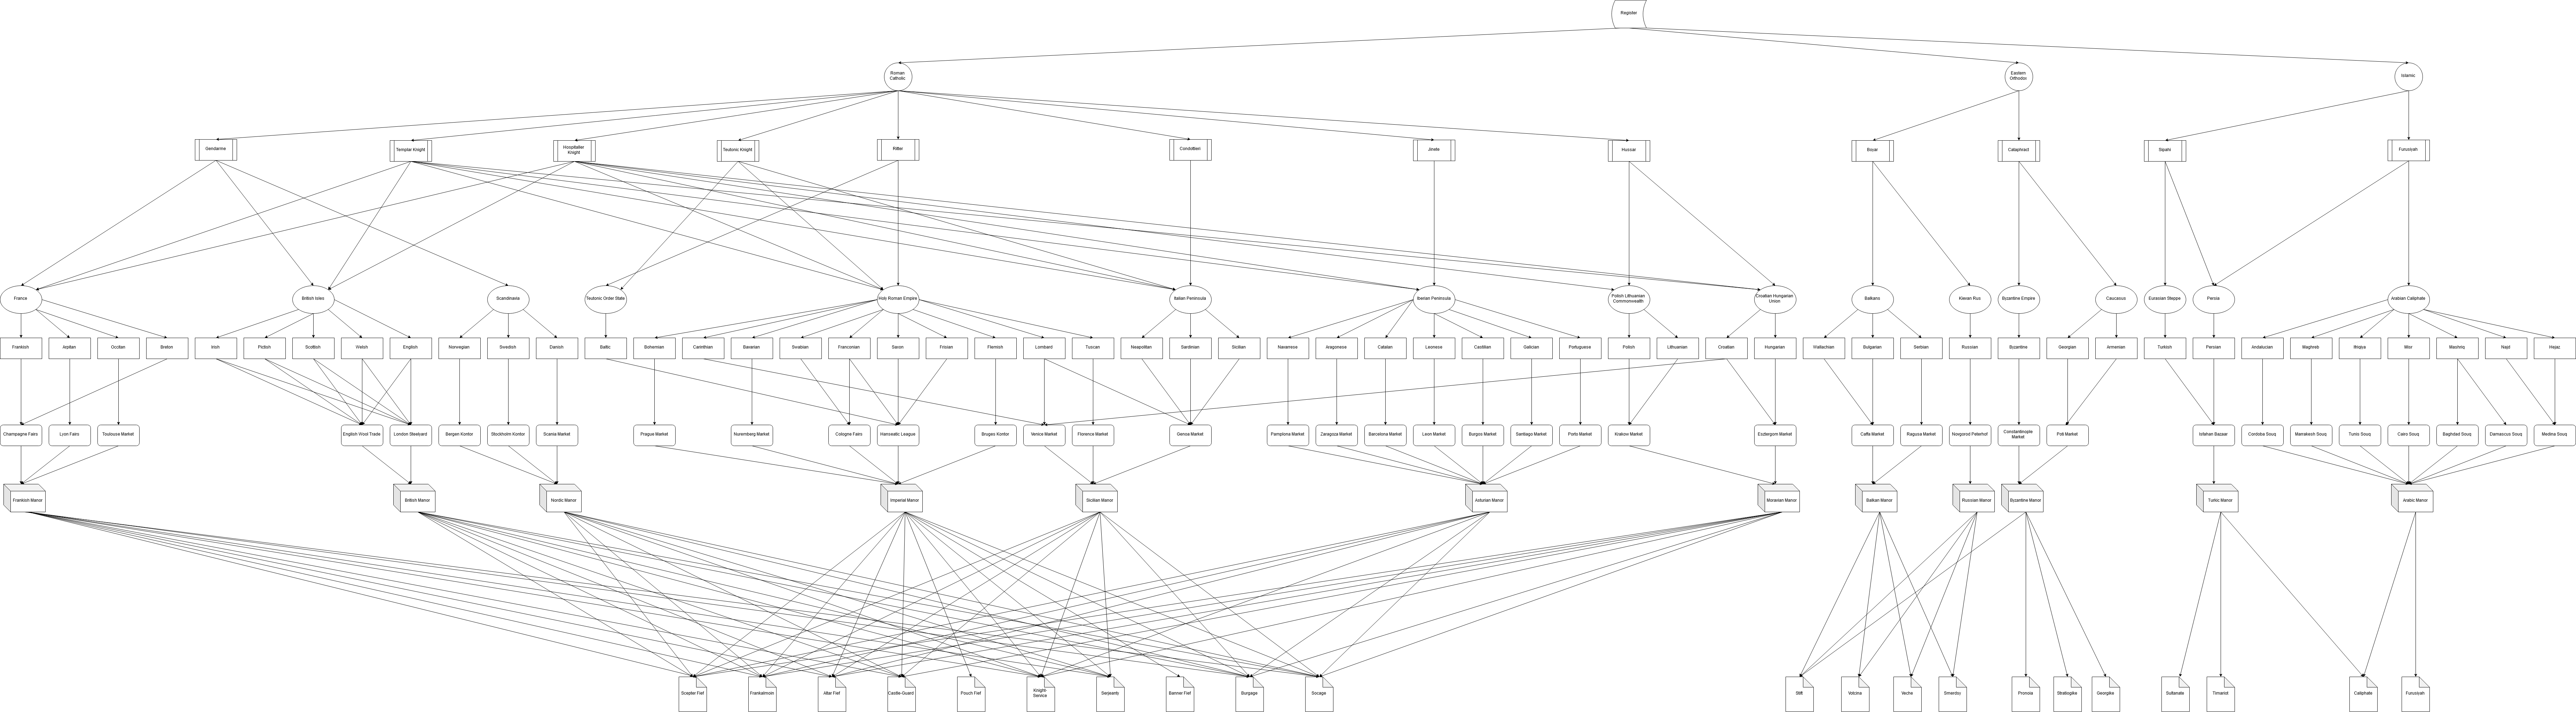 Register
Roman
Catholic
Eastern
Orthodox
Islamic
Gendarme
Templar Knight
Hospitaller
Knight
Teutonic Knight
Ritter
Condottieri
Jinete
Hussar
Boyar
Cataphract
Sipahi
Furusiyah
France
British Isles
Scandinavia
Teutonic Order State
Holy Roman Empire
Italian Peninsula
Iberian Peninsula
Polish Lithuanian
Commonwealth
Croatian Hungarian
Union
Balkans
Kievan Rus
Byzantine Empire
Caucasus
Eurasian Steppe
Persia
Arabian Caliphate
Frankish
Arpitan
Occitan
Breton
Irish
Pictish
Scottish
Welsh
English
Norwegian
Swedish
Danish
Baltic
Bohemian
Carinthian
Bavarian
Swabian
Franconian
Saxon
Frisian
Flemish
Lombard
Tuscan
Neapolitan
Sardinian
Sicilian
Navarrese
Aragonese
Catalan
Leonese
Castilian
Galician
Portuguese
Polish
Lithuanian
Croatian
Hungarian
Wallachian
Bulgarian
Serbian
Russian
Byzantine
Georgian
Armenian
Turkish
Persian
Andalucian
Maghreb
Ifriqiya
Misr
Mashriq
Najd
Hejaz
Champagne Fairs
Lyon Fairs
Toulouse Market
English Wool Trade
London Steelyard
Bergen Kontor
Stockholm Kontor
Scania Market
Prague Market
Nuremberg Market
Cologne Fairs
Hanseatic League
Bruges Kontor
Venice Market
Florence Market
Genoa Market
Pamplona Market
Zaragoza Market
Barcelona Market
Leon Market
Burgos Market
Santiago Market
Porto Market
Krakow Market
Esztergom Market
Caffa Market
Ragusa Market
Novgorod Peterhof
Constantinople
Market
Poti Market
Isfahan Bazaar
Cordoba Souq
Marrakesh Souq
Tunis Souq
Cairo Souq
Baghdad Souq
Damascus Souq
Medina Souq
Frankish Manor
British Manor
Nordic Manor
Imperial Manor
Sicilian Manor
Asturian Manor
Moravian Manor
Balkan Manor
Russian Manor
Byzantine Manor
Turkic Manor
Arabic Manor
Scepter Fief
Frankalmoin
Altar Fief
Castle-Guard
Pouch Fief
Knight-
Service
Serjeanty
Banner Fief
Burgage
Socage
Stift
Votcina
Veche
Smerdoy
Pronoia
Stratiogike
Georgike
Sultanate
Timariot
Caliphate
Furusiyah